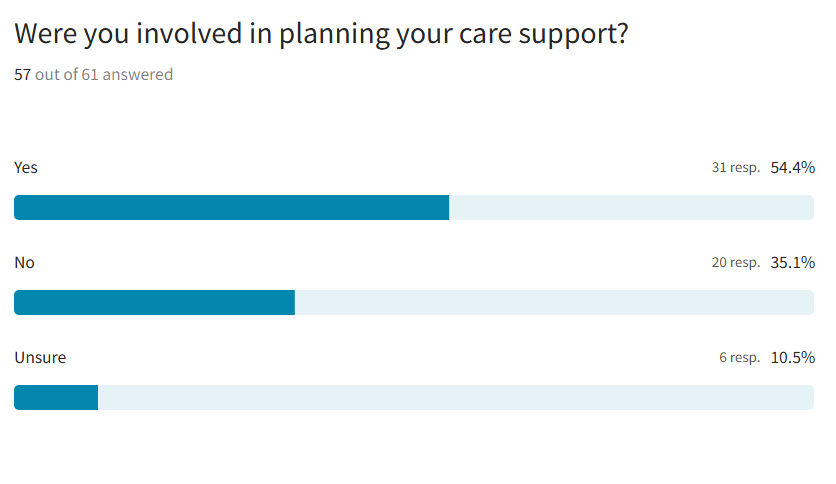 Were you involved in planning your care support?
57 out of 61 answered
Yes 31 resp. 54.4%
No 20 resp. 35.1%
Unsure 6 resp. 10.5%